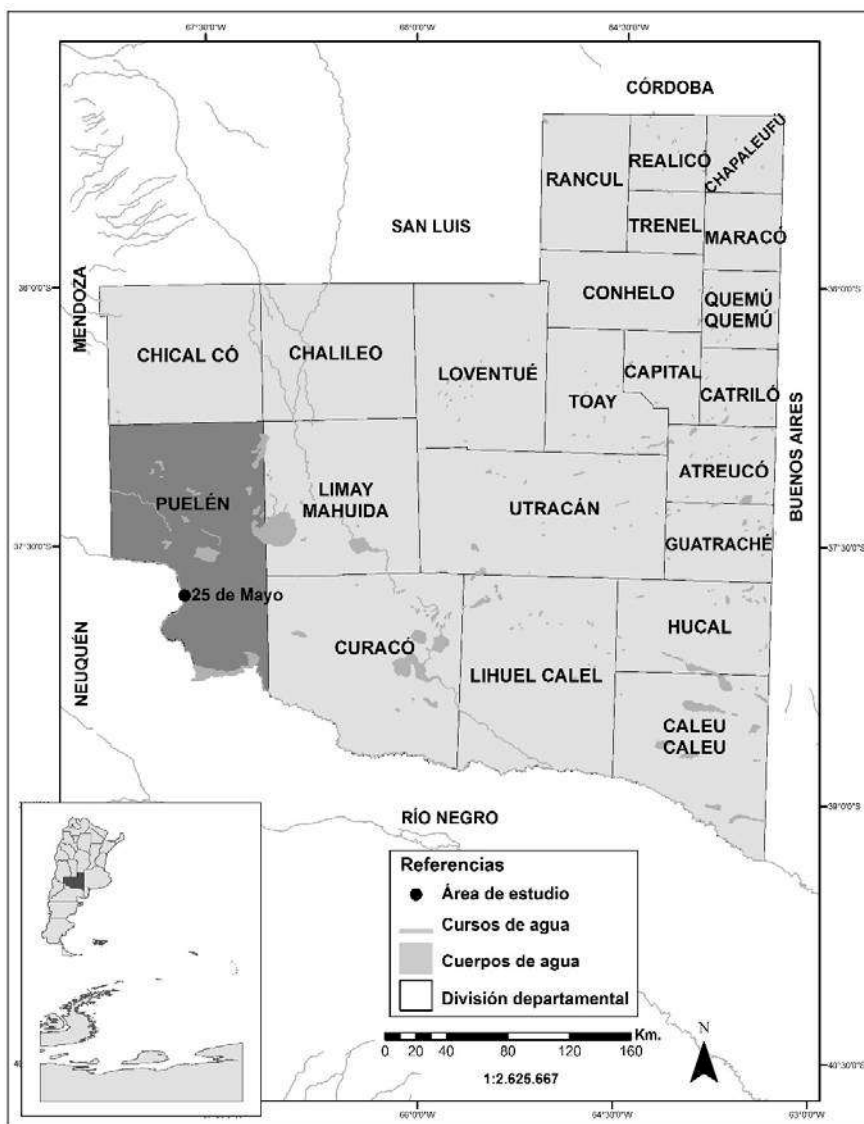 67°30'0"W
66°0'0"W
64°30'0"W
CÓRDOBA
REALICÓ
CHAPALEUFÚ
RANCUL
TRENEL
MARACÓ
SAN LUIS
MENDOZA
36°0'0"S
36°0'0"S
CONHELO
QUEMÚ
QUEMÚ
CHICAL CÓ
CHALILEO
LOVENTUÉ
TOAY
CAPITAL
CATRILÓ
BUENOS AIRES
ATREUCÓ
PUELÉN
LIMAY
MAHUIDA
UTRACÁN
GUATRACHÉ
37°30'0"S
37°30'0"S
25 de Mayo
NEUQUÉN
CURACÓ
LIHUEL CALEL
HUCAL
CALEU
CALEU
39°0'0"S
RÍO NEGRO
Referencias
Área de estudio
Cursos de agua
Cuerpos de agua
División departamental
Km.
0 10 20 40 80 120 160
1:2.625.667
N
40°30'0"S
66°0'0"W
64°30'0"W
63°0'0"W